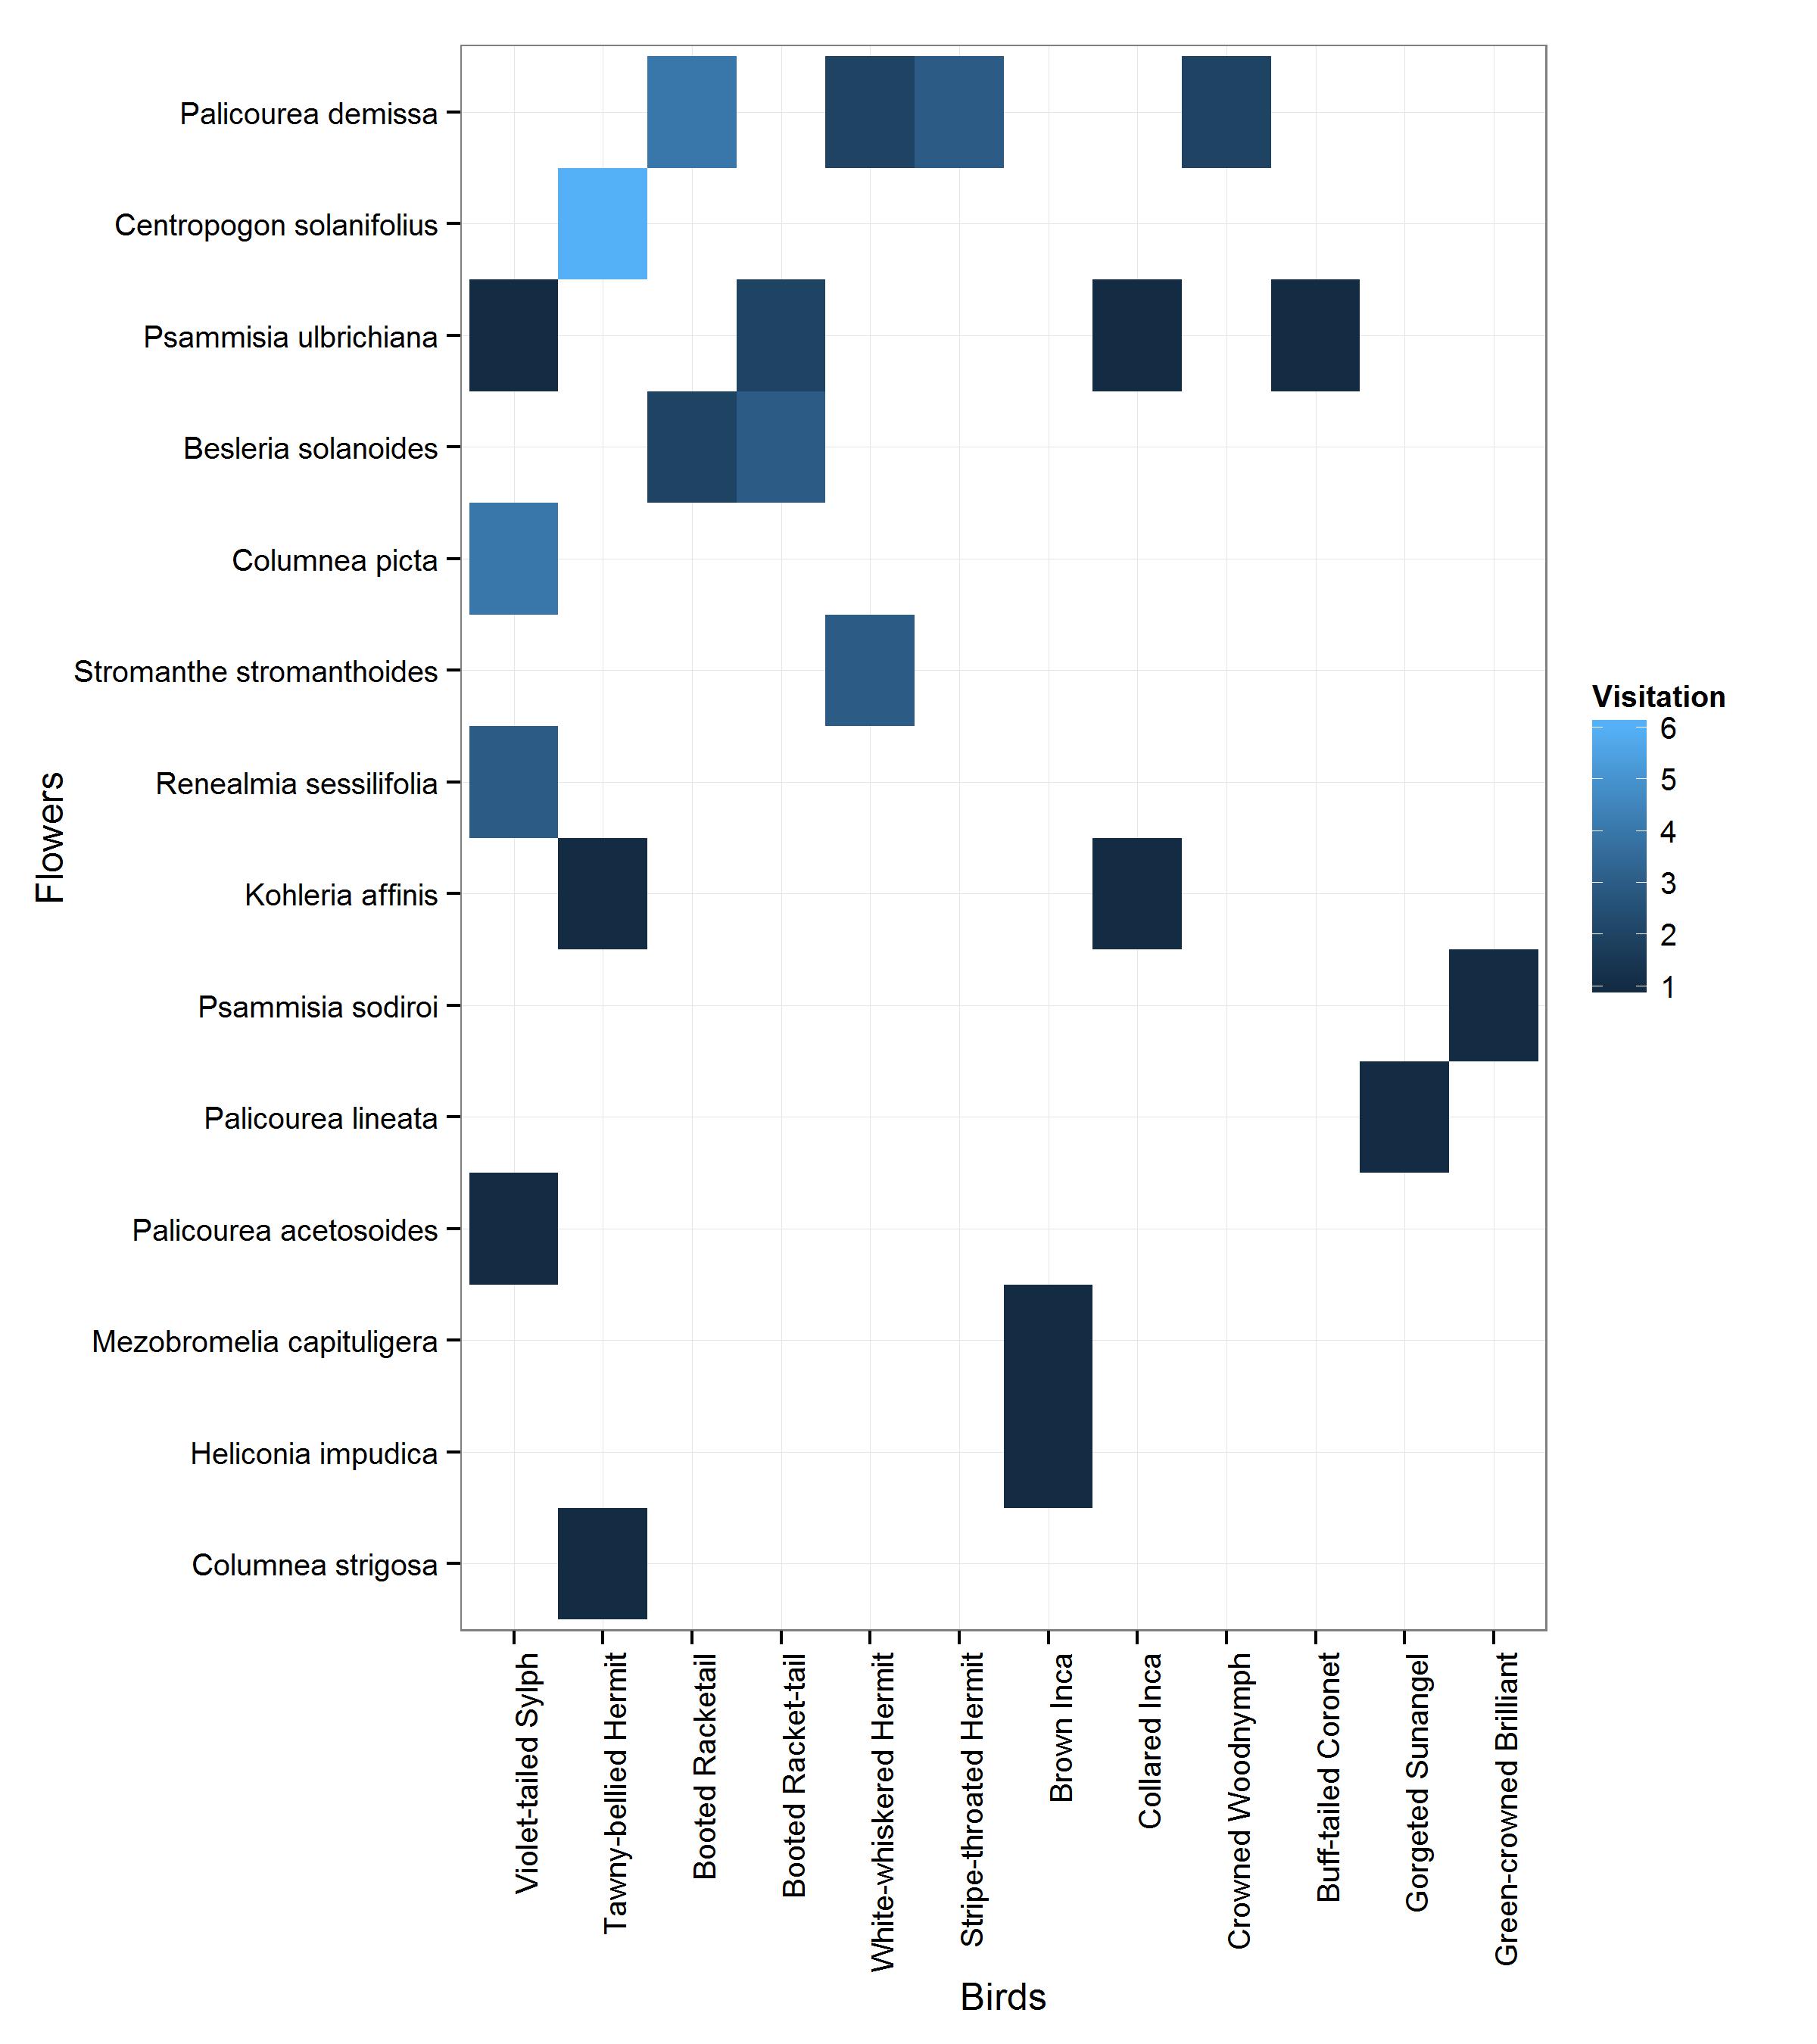 Palicourea demissa
Centropogon solanifolius
Psammisia ulbrichiana
Besleria solanoides
Columnea picta
Stromanthe stromanthoides
Renealmia sessilifolia
Kohleria affinis
Psammisia sodiroi
Palicourea lineata
Palicourea acetosoides
Mezobromelia capituligera
Heliconia impudica
Columnea strigosa
Flowers
Violet-tailed Sylph
Tawny-bellied Hermit
Booted Racketail
Booted Racket-tail
White-whiskered Hermit
Stripe-throated Hermit
Brown Inca
Collared Inca
Crowned Woodnymph
Buff-tailed Coronet
Gorgeted Sunangel
Green-crowned Brilliant
Birds
Visitation
6
5
4
3
2
1